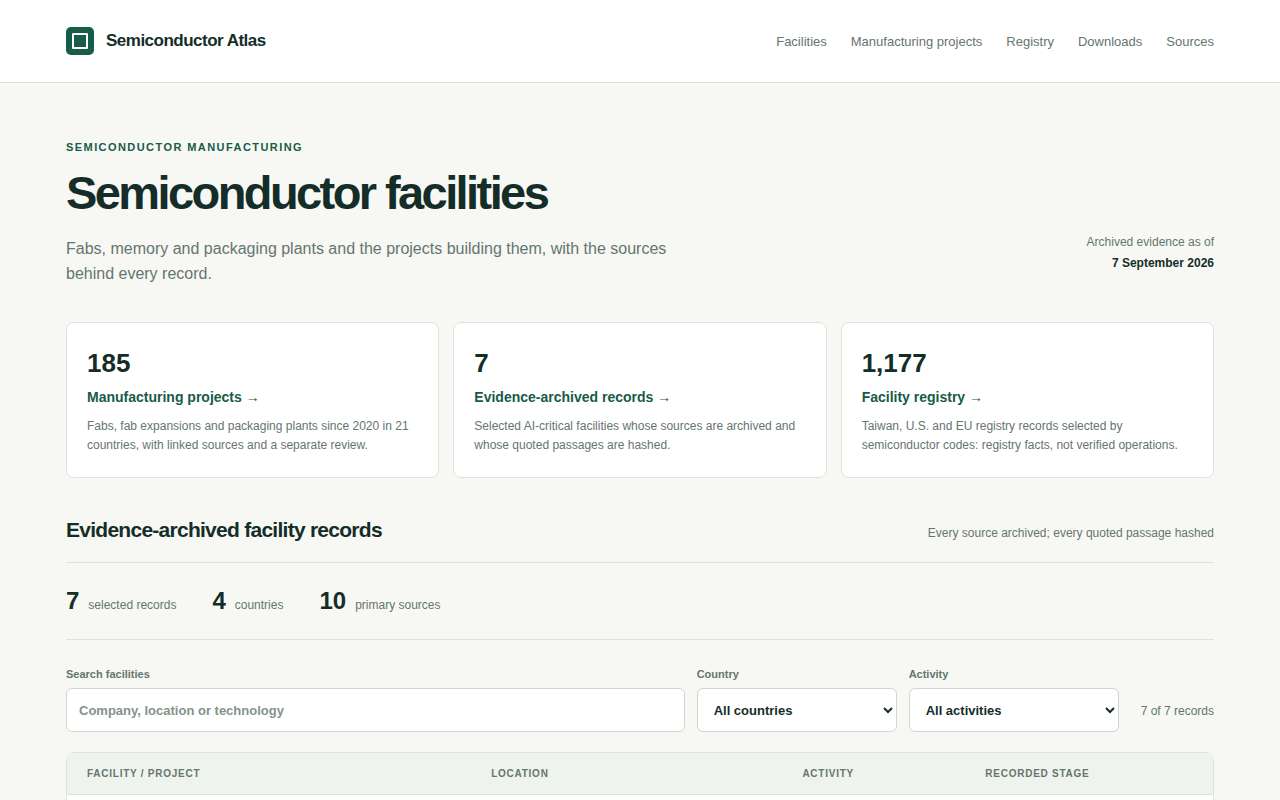 Semiconductor Atlas
Facilities Manufacturing projects Registry Downloads Sources
SEMICONDUCTOR MANUFACTURING
Semiconductor facilities
Fabs, memory and packaging plants and the projects building them, with the sources
behind every record.
Archived evidence as of
7 September 2026
185
Manufacturing projects →
Fabs, fab expansions and packaging plants since 2020 in 21
countries, with linked sources and a separate review.
7
Evidence-archived records →
Selected AI-critical facilities whose sources are archived and
whose quoted passages are hashed.
1,177
Facility registry →
Taiwan, U.S. and EU registry records selected by
semiconductor codes: registry facts, not verified operations.
Evidence-archived facility records
Every source archived; every quoted passage hashed
7 selected records 4 countries 10 primary sources
Search facilities Country Activity
Company, location or technology All countries All activities 7 of 7 records
FACILITY / PROJECT LOCATION ACTIVITY RECORDED STAGE